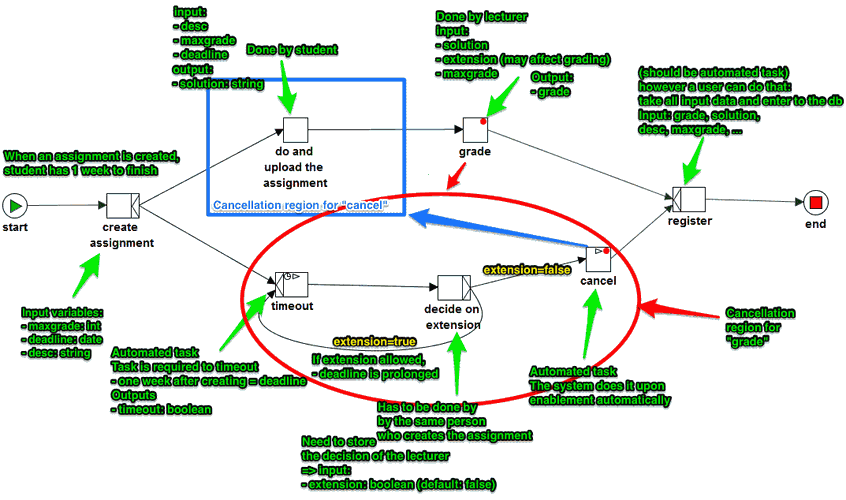 input:
- desc
- maxgrade
- deadline
output:
- solution: string
Done by student
Done by lecturer
Input:
- solution
- extension (may affect grading)
- maxgrade
Output:
- grade
(should be automated task)
however a user can do that:
take all input data and enter to the db
Input: grade, solution,
desc, maxgrade, ...
When an assignment is created,
student has 1 week to finish
do and
upload the
assignment
grade
Cancellation region for "cancel"
start
create
assignment
register
end
timeout
decide on
extension
extension=false
cancel
extension=true
Input variables:
- maxgrade: int
- deadline: date
- desc: string
Automated task
Task is required to timeout
- one week after creating = deadline
Outputs
- timeout: boolean
If extension allowed,
- deadline is prolonged
Cancellation
region for
"grade"
Automated task
The system does it upon
enablement automatically
Has to be done by
by the same person
who creates the assignment
Need to store
the decision of the lecturer
=> Input:
- extension: boolean (default: false)